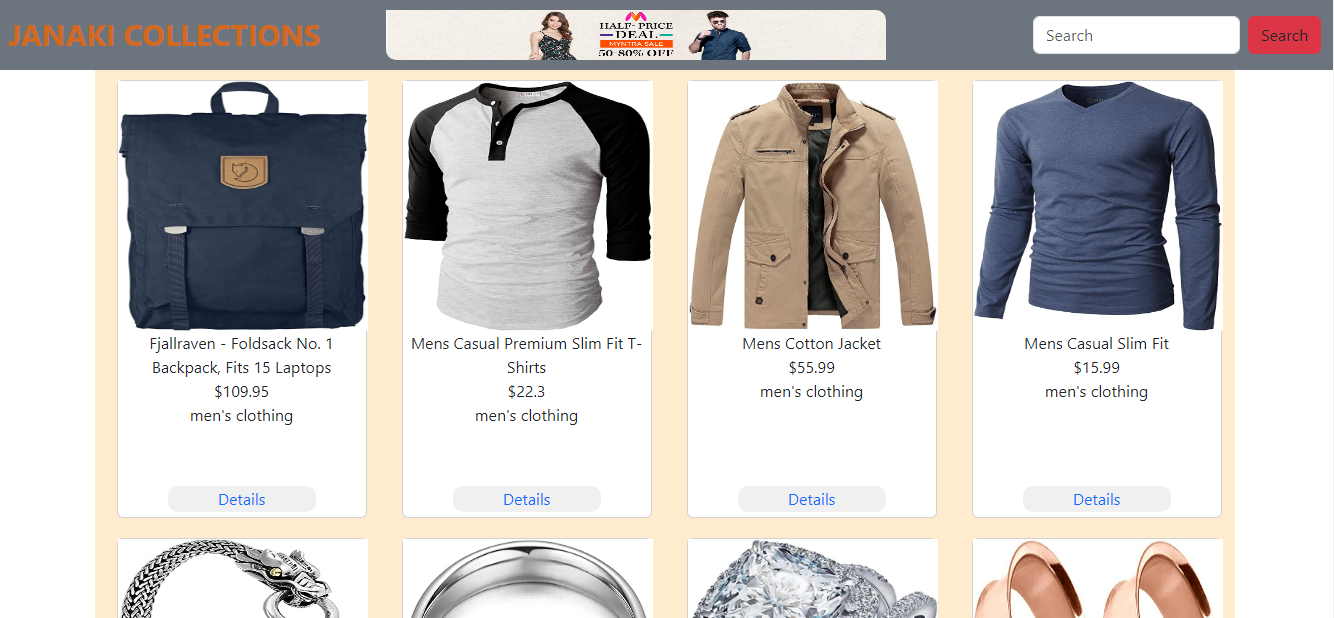 JANAKI COLLECTIONS
HALF-PRICE
DEAL
MYNTRA SALE
50-80% OFF
Search
Search
Fjallraven - Foldsack No. 1
Backpack, Fits 15 Laptops
$109.95
men's clothing
Details
Mens Casual Premium Slim Fit T-
Shirts
$22.3
men's clothing
Details
Mens Cotton Jacket
$55.99
men's clothing
Details
Mens Casual Slim Fit
$15.99
men's clothing
Details